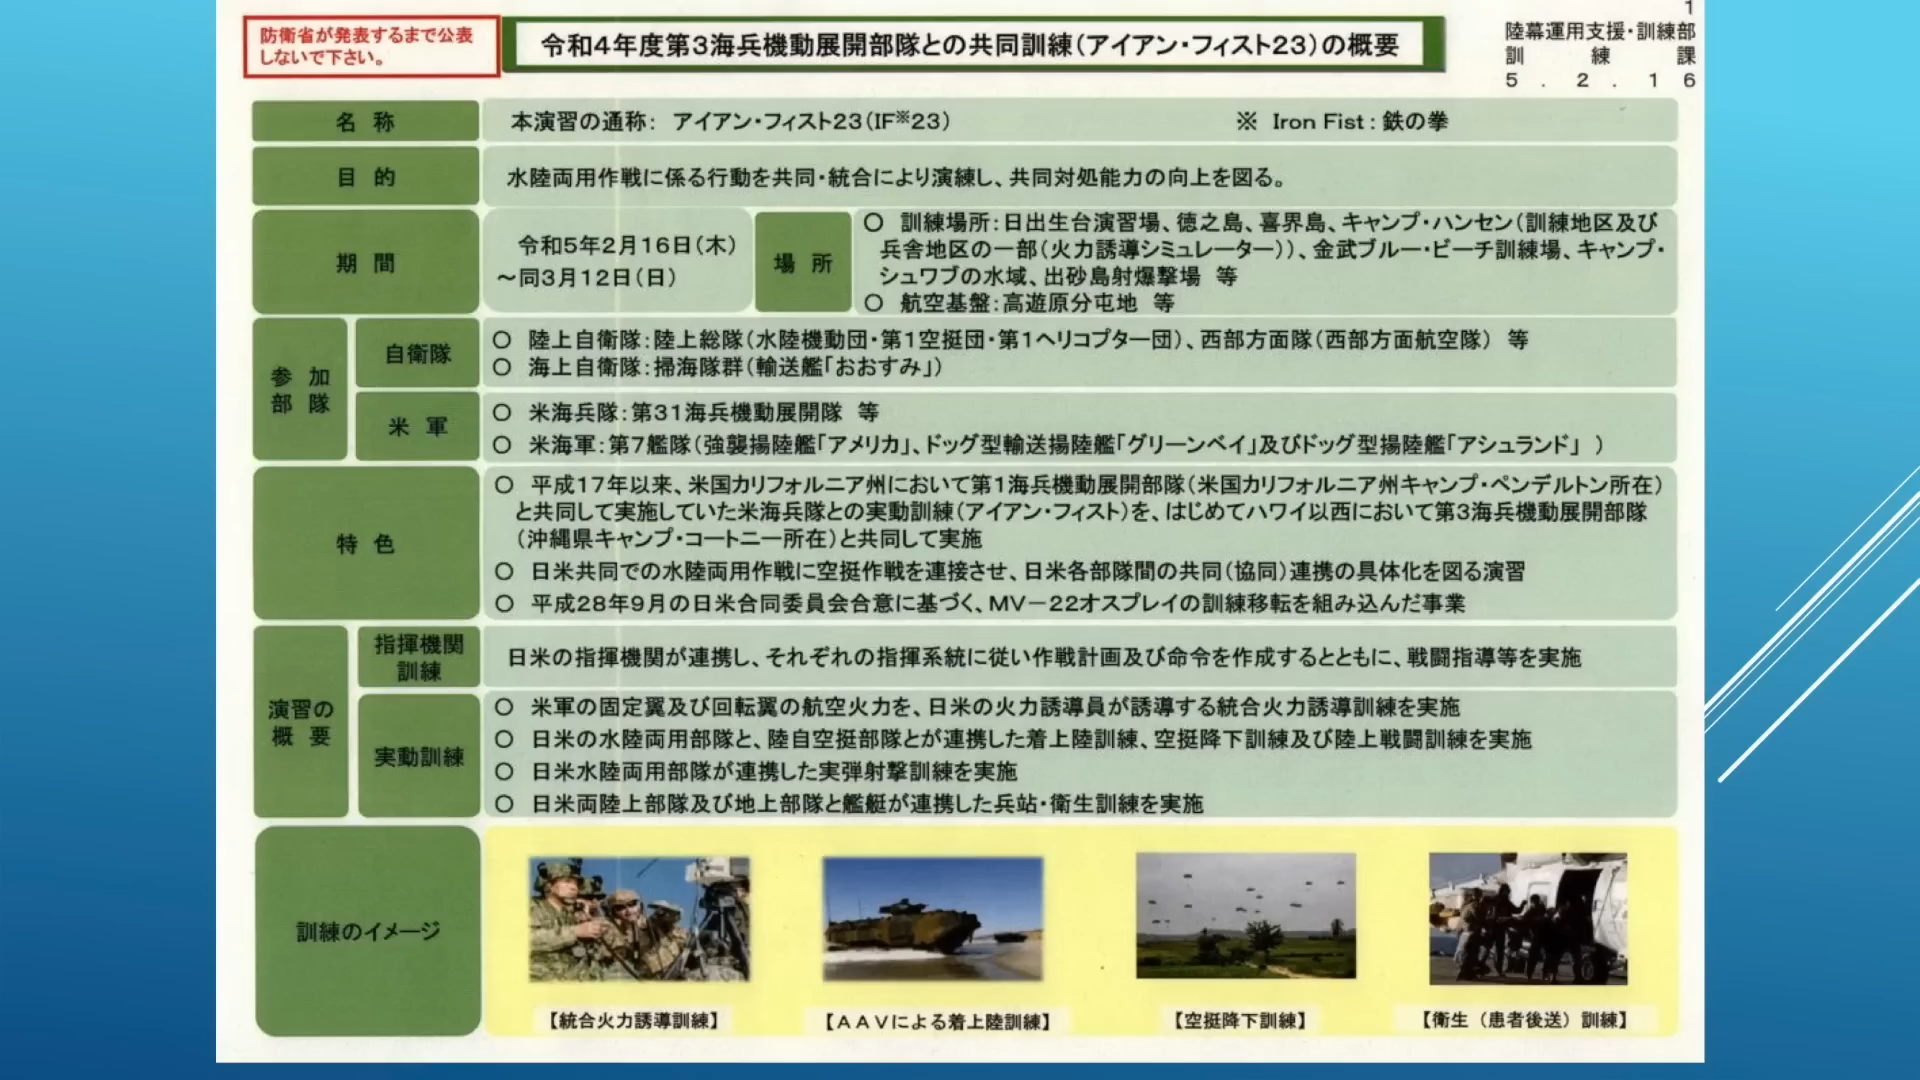 1
防衛省が発表するまで公表
しないで下さい。
令和4年度第3海兵機動展開部隊との共同訓練(アイアン・フィスト23)の概要
陸幕運用支援・訓練部
訓練課
5.2.16
名称
本演習の通称: アイアン・フィスト23(IF※23)
※ Iron Fist:鉄の拳
目的
水陸両用作戦に係る行動を共同・統合により演練し、共同対処能力の向上を図る。
期間
令和5年2月16日(木)
~同3月12日(日)
場所
○ 訓練場所:日出生台演習場、徳之島、喜界島、キャンプ・ハンセン(訓練地区及び
兵舎地区の一部(火力誘導シミュレーター))、金武ブルー・ビーチ訓練場、キャンプ・
シュワブの水域、出砂島射爆撃場 等
○ 航空基盤:高遊原分屯地 等
参加
部隊
自衛隊
○ 陸上自衛隊:陸上総隊(水陸機動団・第1空挺団・第1ヘリコプター団)、西部方面隊(西部方面航空隊) 等
○ 海上自衛隊:掃海隊群(輸送艦「おおすみ」)
米軍
○ 米海兵隊:第31海兵機動展開隊 等
○ 米海軍:第7艦隊(強襲揚陸艦「アメリカ」、ドッグ型輸送揚陸艦「グリーンベイ」及びドッグ型揚陸艦「アシュランド」 )
特色
○ 平成17年以来、米国カリフォルニア州において第1海兵機動展開部隊(米国カリフォルニア州キャンプ・ペンデルトン所在)
と共同して実施していた米海兵隊との実動訓練(アイアン・フィスト)を、はじめてハワイ以西において第3海兵機動展開部隊
(沖縄県キャンプ・コートニー所在)と共同して実施
○ 日米共同での水陸両用作戦に空挺作戦を連接させ、日米各部隊間の共同(協同)連携の具体化を図る演習
○ 平成28年9月の日米合同委員会合意に基づく、MV-22オスプレイの訓練移転を組み込んだ事業
演習の
概要
指揮機関
訓練
日米の指揮機関が連携し、それぞれの指揮系統に従い作戦計画及び命令を作成するとともに、戦闘指導等を実施
実動訓練
○ 米軍の固定翼及び回転翼の航空火力を、日米の火力誘導員が誘導する統合火力誘導訓練を実施
○ 日米の水陸両用部隊と、陸自空挺部隊とが連携した着上陸訓練、空挺降下訓練及び陸上戦闘訓練を実施
○ 日米水陸両用部隊が連携した実弾射撃訓練を実施
○ 日米両陸上部隊及び地上部隊と艦艇が連携した兵站・衛生訓練を実施
訓練のイメージ
【統合火力誘導訓練】
【AAVによる着上陸訓練】
【空挺降下訓練】
【衛生(患者後送)訓練】